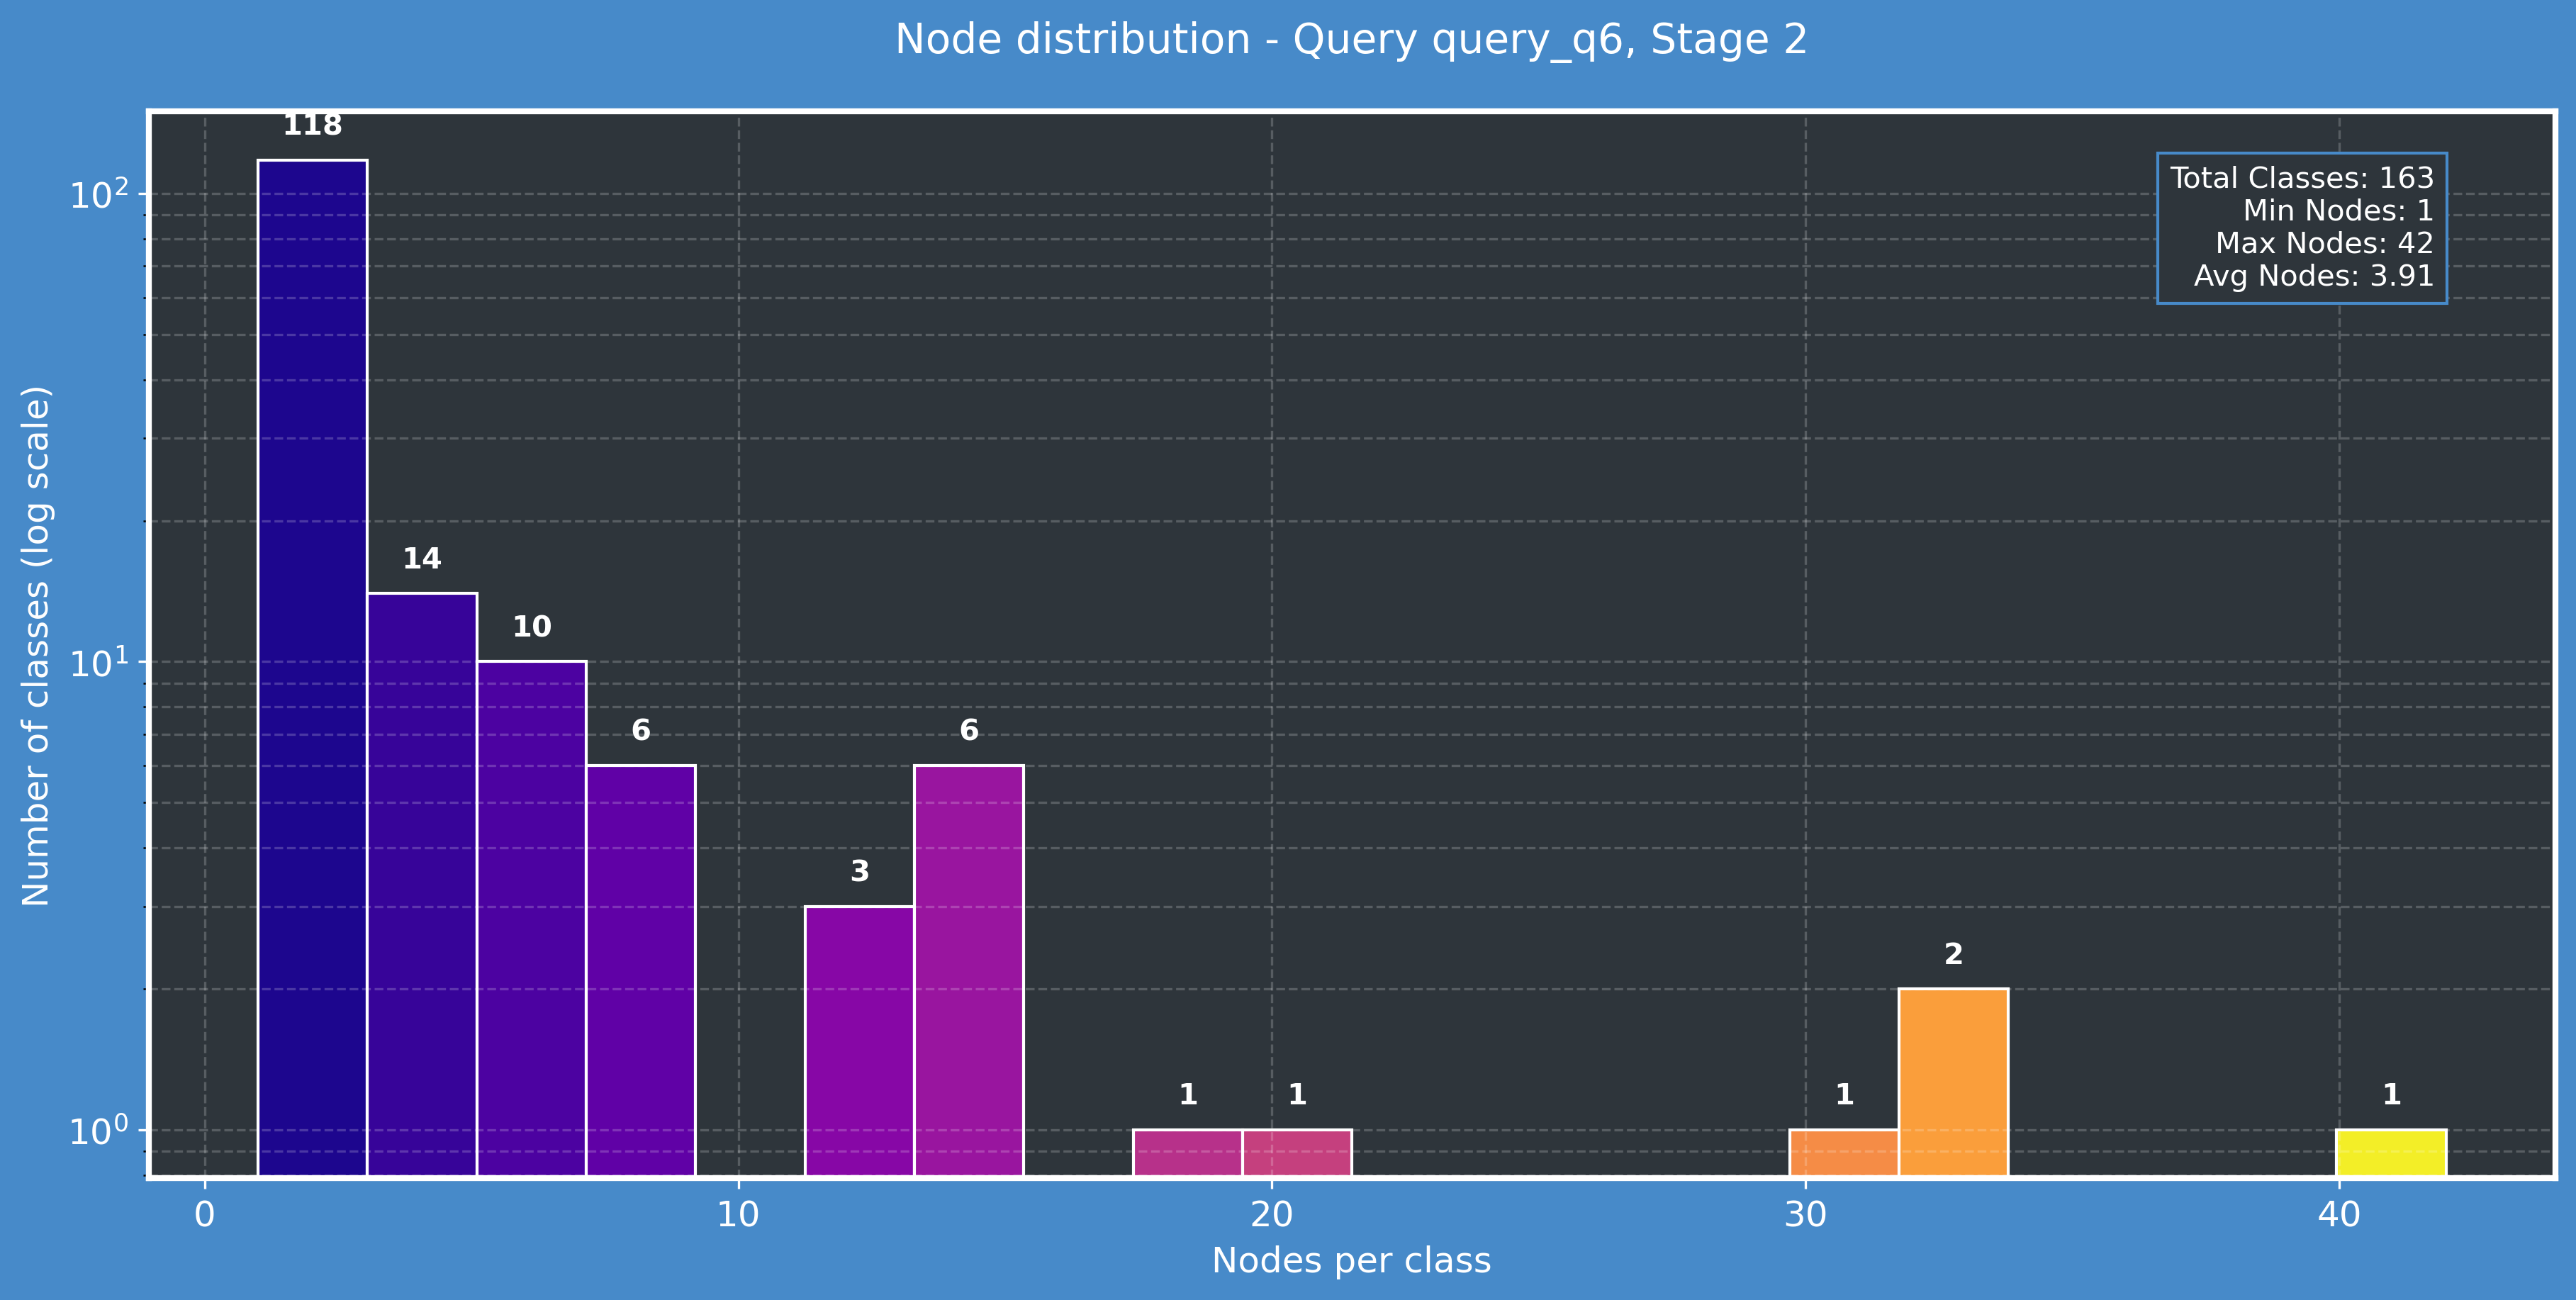 Node distribution - Query query_q6, Stage 2
Number of classes (log scale)
10²
10¹
10⁰
118
14
10
6
3
6
1
1
1
2
1
Total Classes: 163
Min Nodes: 1
Max Nodes: 42
Avg Nodes: 3.91
0
10
20
30
40
Nodes per class